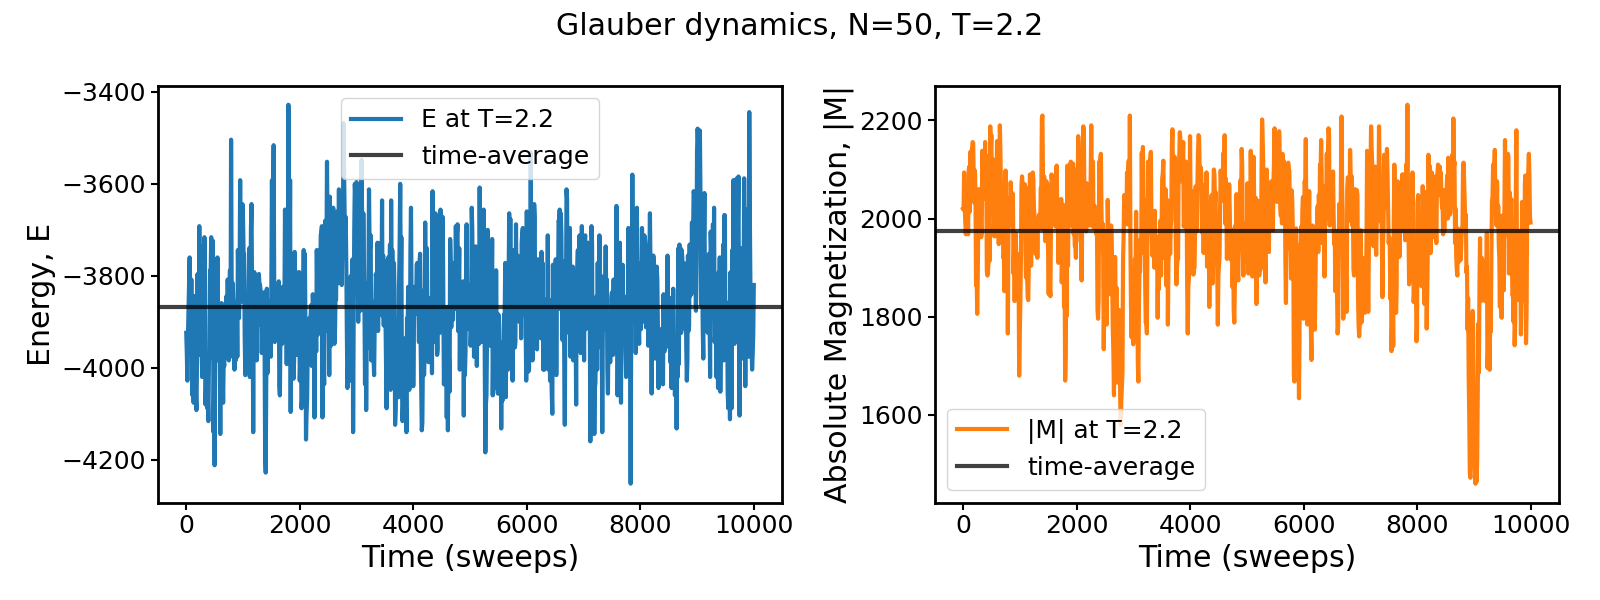 Glauber dynamics, N=50, T=2.2
−3400
−3600
−3800
−4000
−4200
Energy, E
E at T=2.2
time-average
0 2000 4000 6000 8000 10000
Time (sweeps)
2200
2000
1800
1600
Absolute Magnetization, |M|
|M| at T=2.2
time-average
0 2000 4000 6000 8000 10000
Time (sweeps)